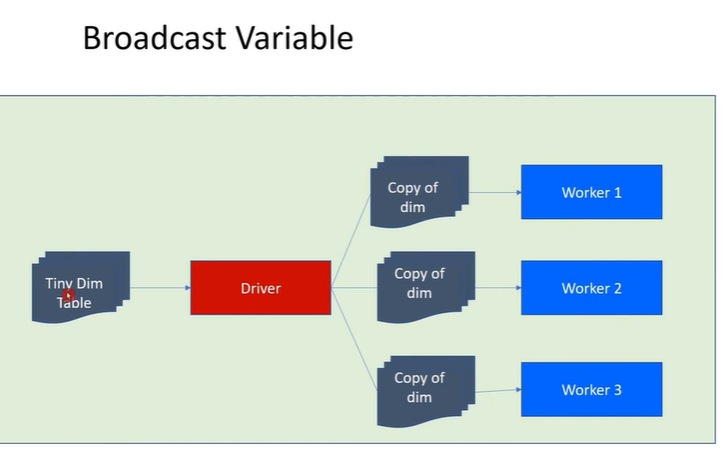 Broadcast Variable
Copy of
dim
Worker 1
Tiny Dim
Table
Driver
Copy of
dim
Worker 2
Copy of
dim
Worker 3